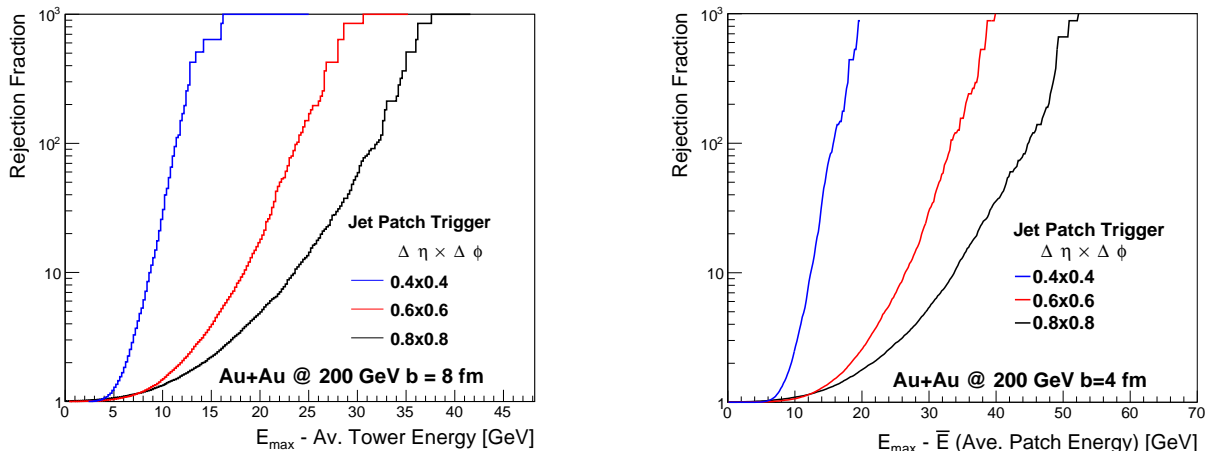 Rejection Fraction
10³
10²
10
1
Jet Patch Trigger
Δ η × Δ ϕ
0.4x0.4
0.6x0.6
0.8x0.8
Au+Au @ 200 GeV b = 8 fm
0 5 10 15 20 25 30 35 40 45
E_max - Av. Tower Energy [GeV]
Rejection Fraction
10³
10²
10
1
Jet Patch Trigger
Δ η × Δ ϕ
0.4x0.4
0.6x0.6
0.8x0.8
Au+Au @ 200 GeV b=4 fm
0 10 20 30 40 50 60 70
E_max - E̅ (Ave. Patch Energy) [GeV]